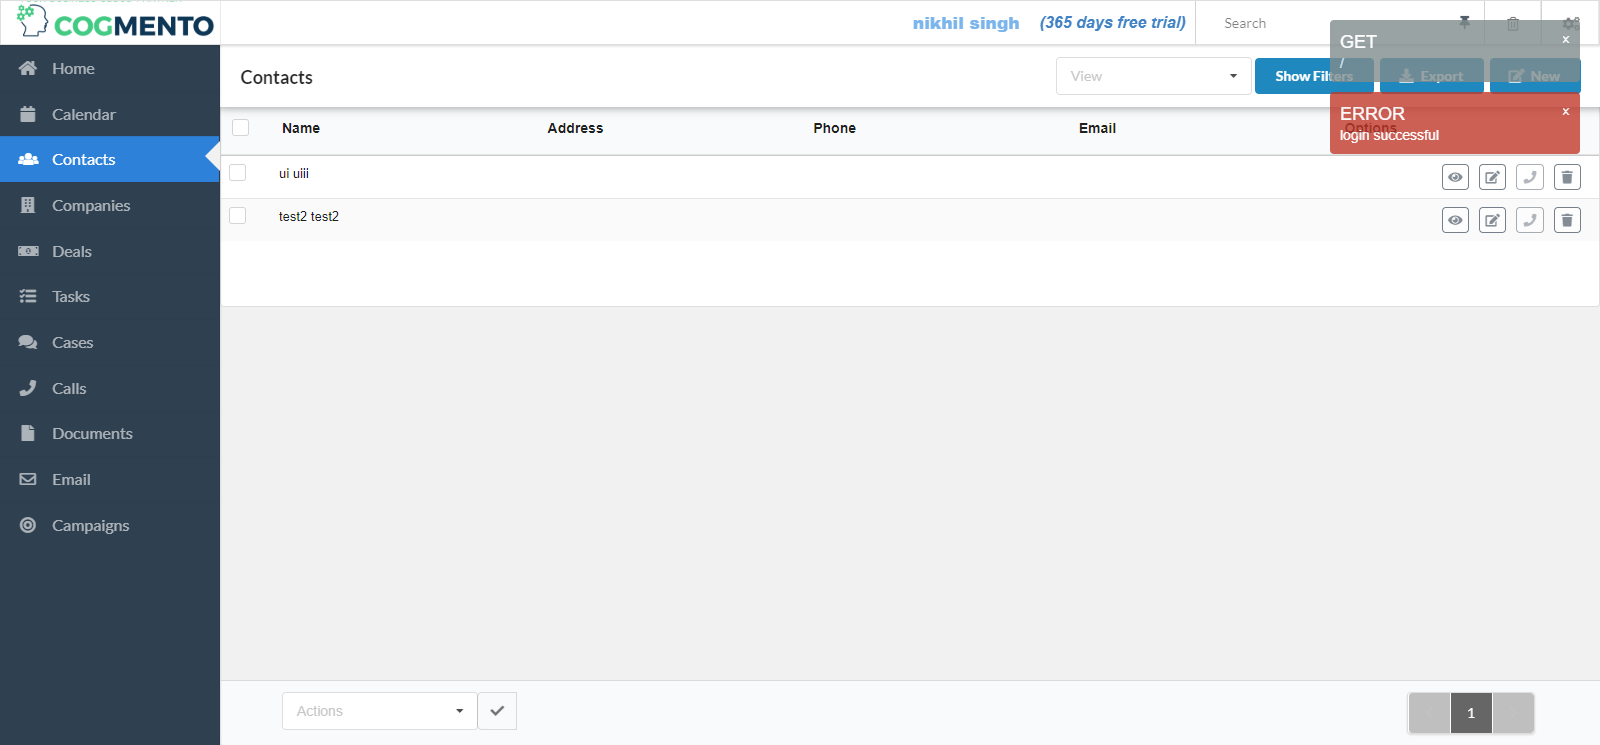 COGMENTO
nikhil singh (365 days free trial) Search
GET x
/
Contacts View Show Filters Export New
ERROR x
login successful
Name Address Phone Email Options
ui uiii
test2 test2
Home
Calendar
Contacts
Companies
Deals
Tasks
Cases
Calls
Documents
Email
Campaigns
Actions 1